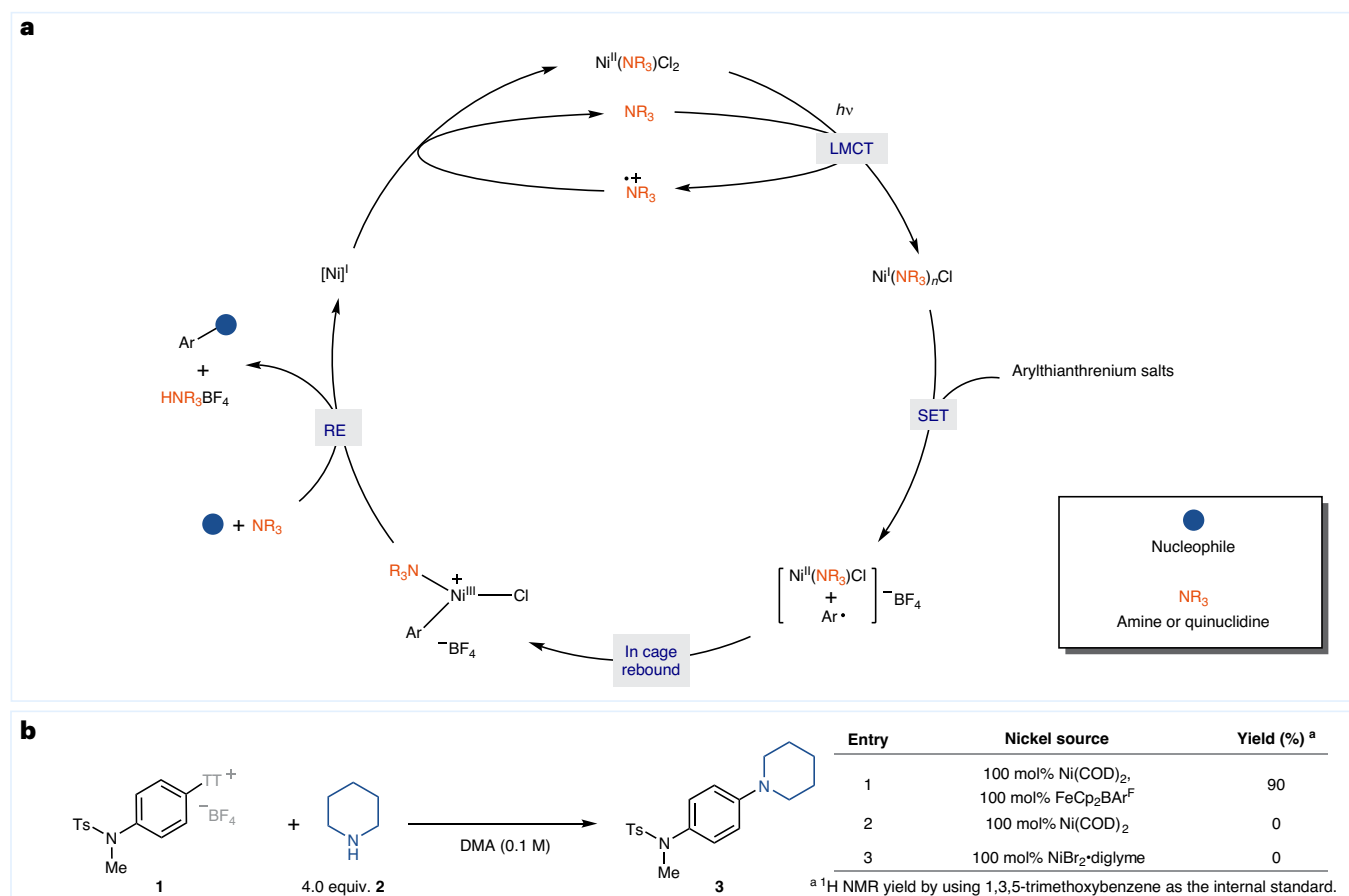 a
Ni^II(NR₃)Cl₂
NR₃
hν
LMCT
•+
NR₃
[Ni]^I
Ni^I(NR₃)ₙCl
Ar
+
HNR₃BF₄
Arylthianthrenium salts
RE
SET
+ NR₃
Nucleophile
NR₃
Amine or quinuclidine
R₃N
+
Ni^III Cl
Ar
⁻BF₄
Ni^II(NR₃)Cl
+
Ar•
⁻BF₄
In cage
rebound
b
TT⁺
⁻BF₄
Ts
N
Me
1
+
N
H
4.0 equiv. 2
DMA (0.1 M)
N
Ts
N
Me
3
Entry Nickel source Yield (%) ᵃ
1 100 mol% Ni(COD)₂, 90
100 mol% FeCp₂BAr^F
2 100 mol% Ni(COD)₂ 0
3 100 mol% NiBr₂•diglyme 0
ᵃ ¹H NMR yield by using 1,3,5-trimethoxybenzene as the internal standard.